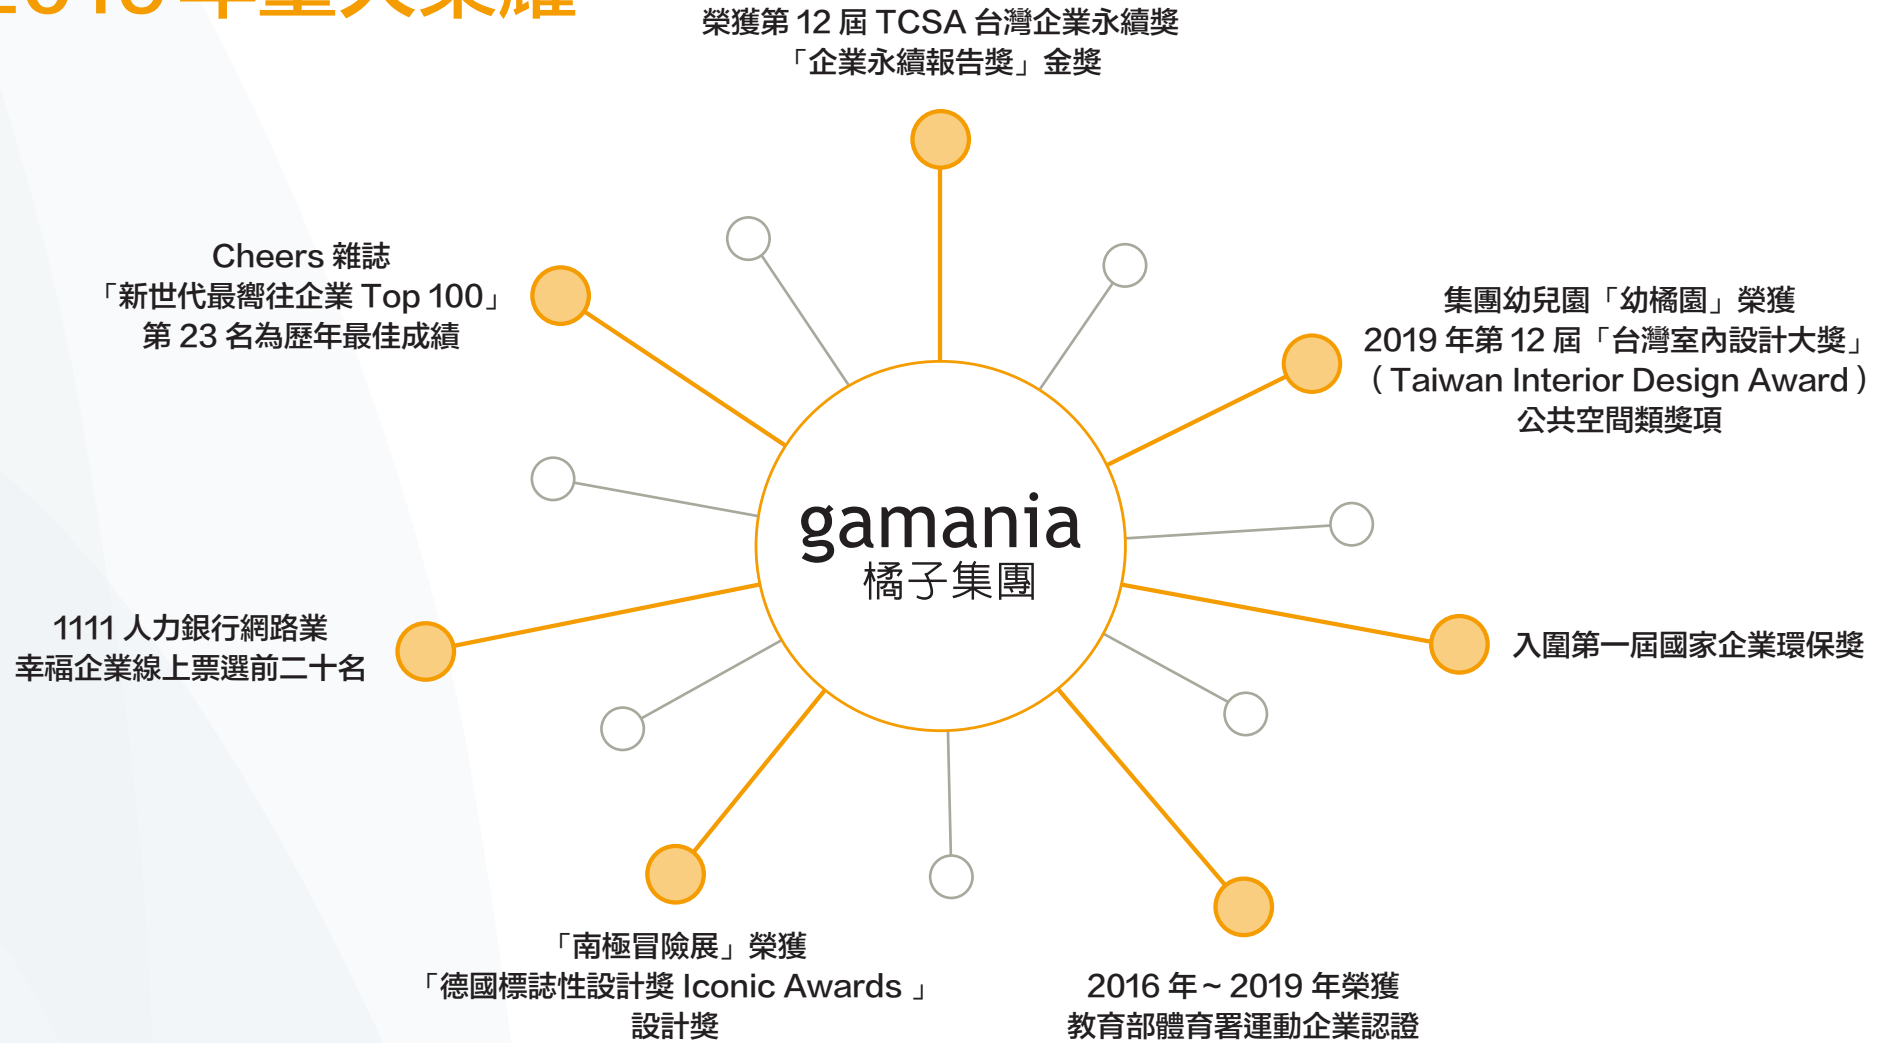 年重大榮耀
榮獲第 12 屆 TCSA 台灣企業永續獎
「企業永續報告獎」金獎
Cheers 雜誌
「新世代最嚮往企業 Top 100」
第 23 名為歷年最佳成績
集團幼兒園「幼橘園」榮獲
2019 年第 12 屆「台灣室內設計大獎」
（Taiwan Interior Design Award）
公共空間類獎項
gamania
橘子集團
1111 人力銀行網路業
幸福企業線上票選前二十名
入圍第一屆國家企業環保獎
「南極冒險展」榮獲
「德國標誌性設計獎 Iconic Awards 」
設計獎
2016 年 ~ 2019 年榮獲
教育部體育署運動企業認證